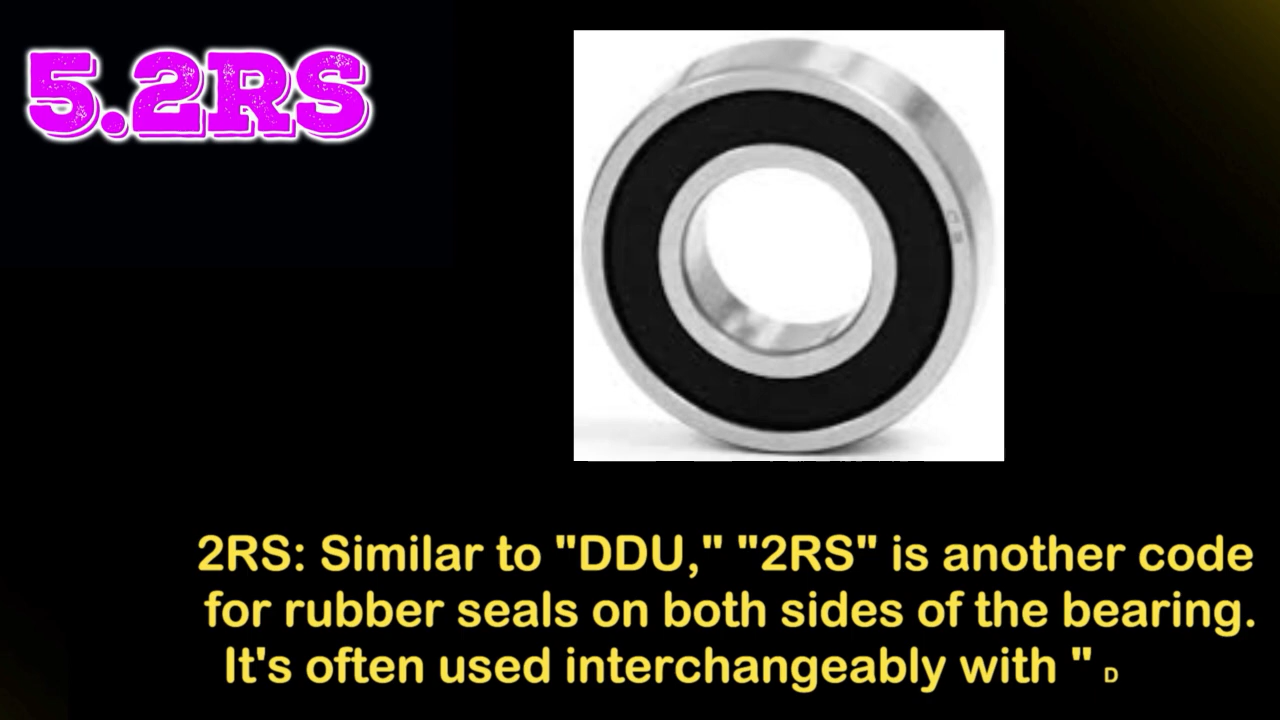 5.2RS
2RS: Similar to "DDU," "2RS" is another code
for rubber seals on both sides of the bearing.
It's often used interchangeably with " D